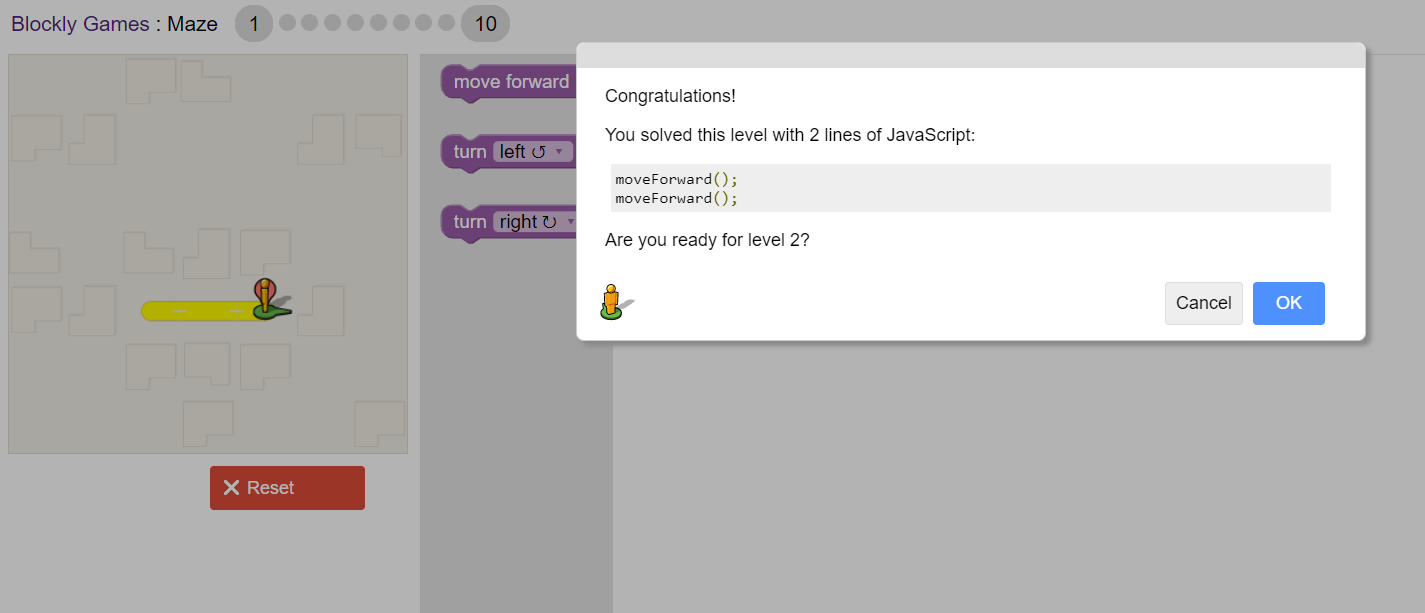 Blockly Games : Maze 1 10
move forward
turn left ↺ ▾
turn right ↻ ▾
Reset
Congratulations!
You solved this level with 2 lines of JavaScript:
moveForward();
moveForward();
Are you ready for level 2?
Cancel OK